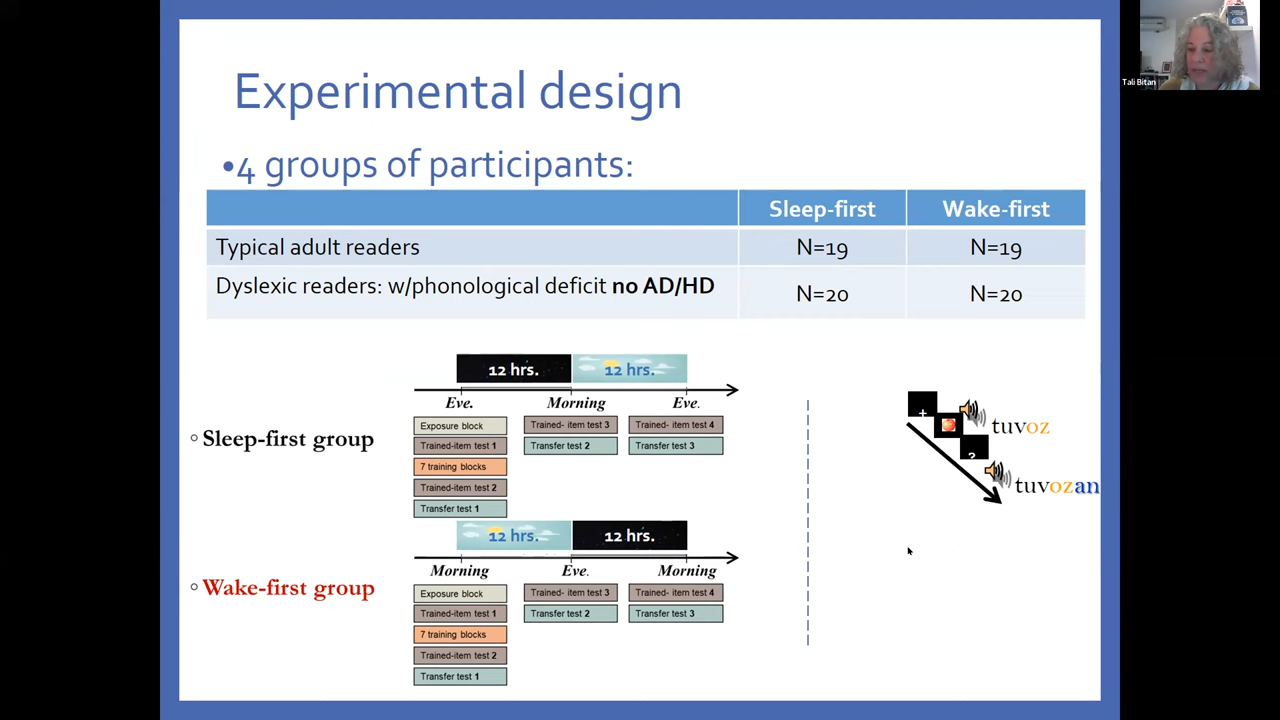 Experimental design
•4 groups of participants:
Sleep-first Wake-first
Typical adult readers N=19 N=19
Dyslexic readers: w/phonological deficit no AD/HD N=20 N=20
12 hrs. 12 hrs.
Eve. Morning Eve.
Sleep-first group
Exposure block Trained- item test 3 Trained- item test 4
Trained-item test 1 Transfer test 2 Transfer test 3
7 training blocks
Trained-item test 2
Transfer test 1
12 hrs. 12 hrs.
Morning Eve. Morning
Wake-first group
Exposure block Trained- item test 3 Trained- item test 4
Trained-item test 1 Transfer test 2 Transfer test 3
7 training blocks
Trained-item test 2
Transfer test 1
+
tuvoz
?
tuvozan
Tali Bitan